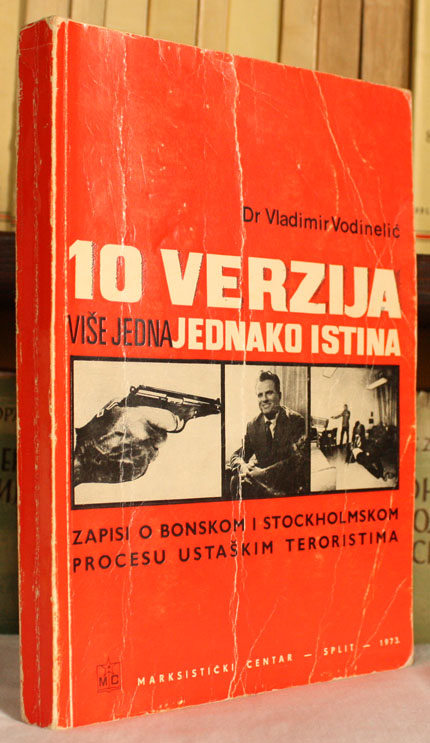 Dr Vladimir Vodinelić
10 VERZIJA
VIŠE JEDNA JEDNAKO ISTINA
ZAPISI O BONSKOM I STOCKHOLMSKOM
PROCESU USTAŠKIM TERORISTIMA
MC
MARKSISTIČKI CENTAR — SPLIT — 1973.